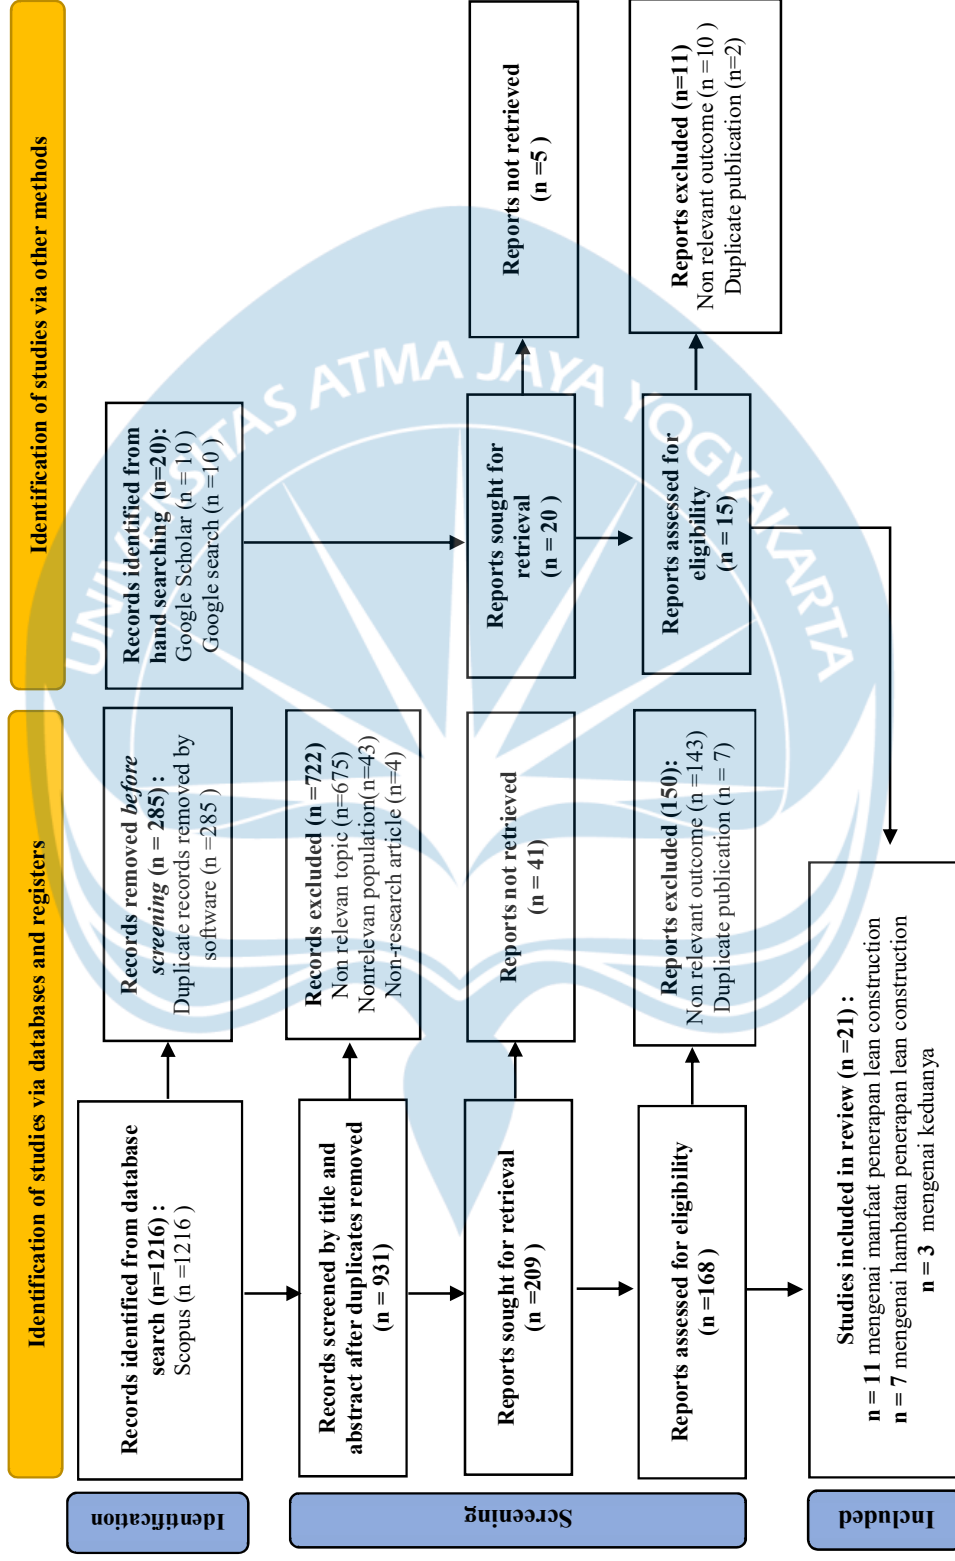 Identification of studies via databases and registers
Identification of studies via other methods
Identification
Records identified from database
search (n=1216) :
Scopus (n =1216 )
Records removed before
screening (n = 285) :
Duplicate records removed by
software (n =285 )
Records identified from
hand searching (n=20):
Google Scholar (n = 10 )
Google search (n =10 )
Screening
Records screened by title and
abstract after duplicates removed
(n = 931)
Records excluded (n =722)
Non relevan topic (n=675)
Nonrelevan population(n=43)
Non-research article (n=4)
Reports sought for retrieval
(n =209 )
Reports not retrieved
(n = 41)
Reports sought for
retrieval
(n = 20 )
Reports not retrieved
(n =5 )
Reports assessed for eligibility
(n =168 )
Reports excluded (150):
Non relevant outcome (n =143)
Duplicate publication (n = 7)
Reports assessed for
eligibility
(n = 15 )
Reports excluded (n=11)
Non relevant outcome (n =10 )
Duplicate publication (n=2)
Included
Studies included in review (n =21) :
n = 11 mengenai manfaat penerapan lean construction
n = 7 mengenai hambatan penerapan lean construction
n = 3 mengenai keduanya
UNIVERSITAS ATMA JAYA YOGYAKARTA